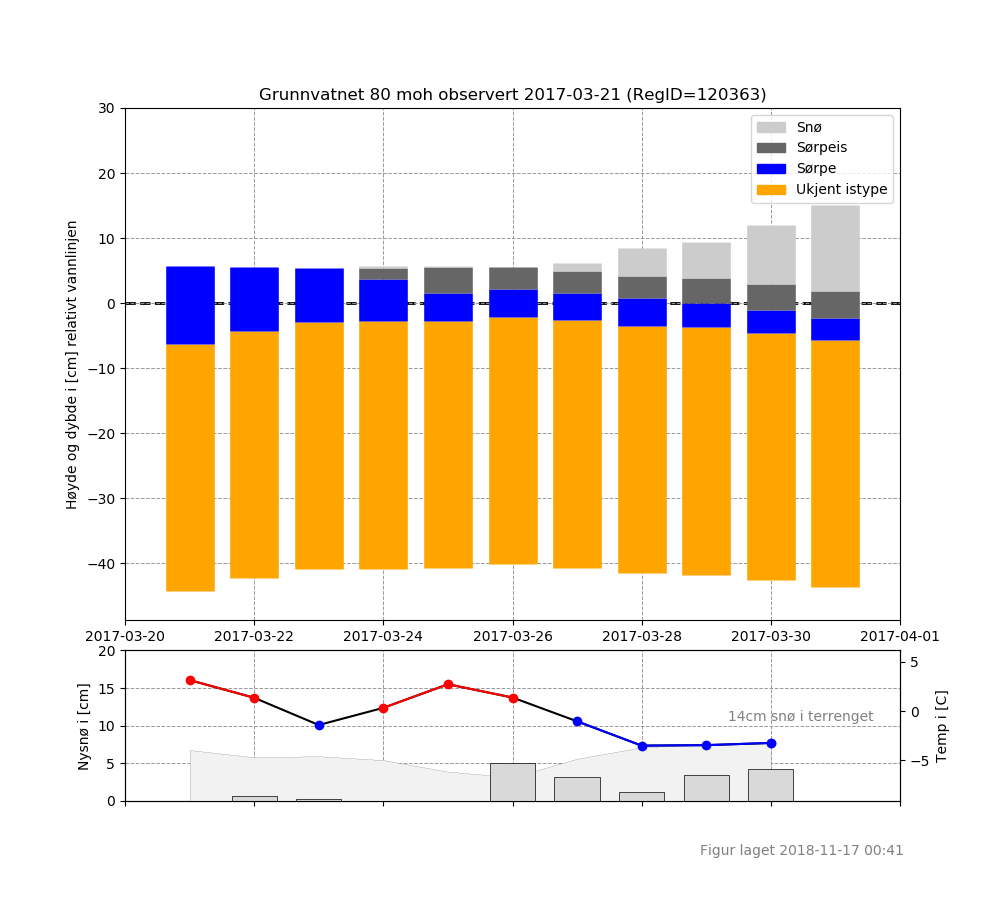 Grunnvatnet 80 moh observert 2017-03-21 (RegID=120363)
Høyde og dybde i [cm] relativt vannlinjen
30
20
10
0
−10
−20
−30
−40
Snø
Sørpeis
Sørpe
Ukjent istype
2017-03-20 2017-03-22 2017-03-24 2017-03-26 2017-03-28 2017-03-30 2017-04-01
Nysnø i [cm]
20
15
10
5
0
14cm snø i terrenget
5
0
−5
Temp i [C]
Figur laget 2018-11-17 00:41